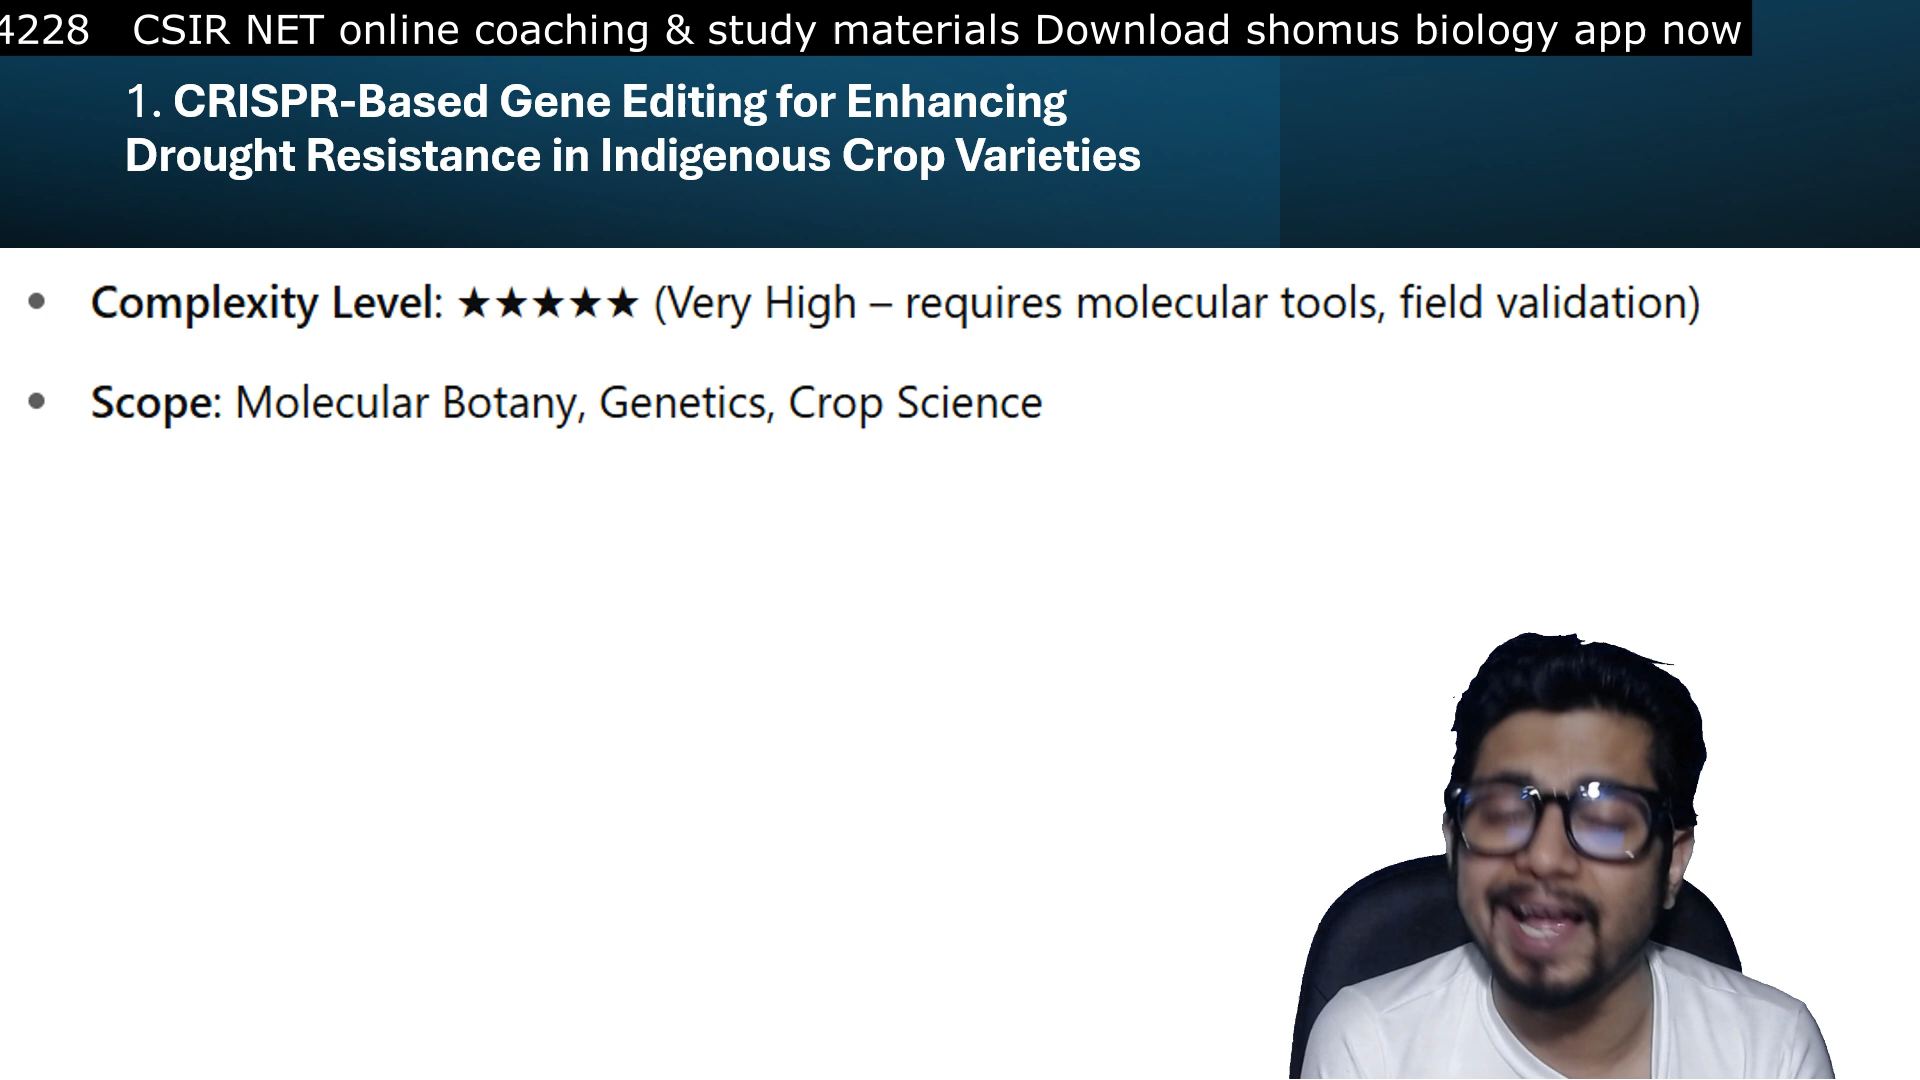 4228 CSIR NET online coaching & study materials Download shomus biology app now
1. CRISPR-Based Gene Editing for Enhancing
Drought Resistance in Indigenous Crop Varieties
• Complexity Level: ★★★★★ (Very High – requires molecular tools, field validation)
• Scope: Molecular Botany, Genetics, Crop Science